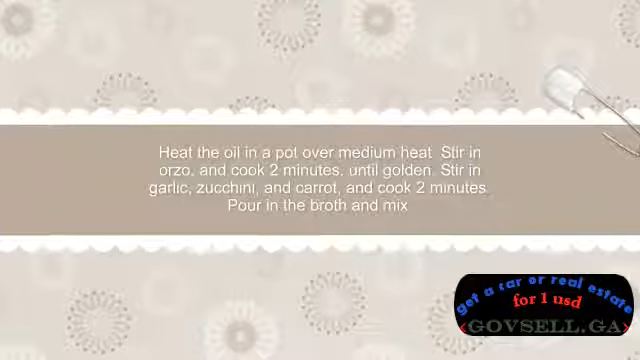 Heat the oil in a pot over medium heat. Stir in
orzo, and cook 2 minutes, until golden. Stir in
garlic, zucchini, and carrot, and cook 2 minutes.
Pour in the broth and mix
get a car or real estate
for 1 usd
GOVSELL.GA